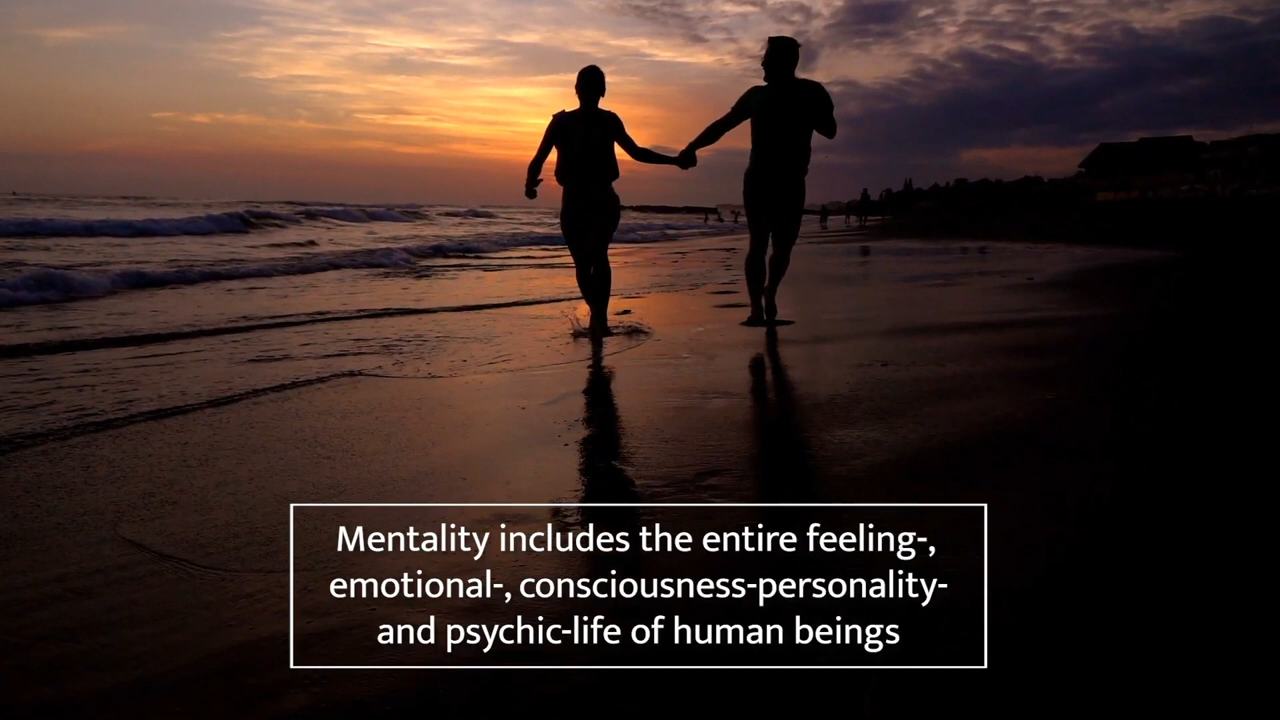 Mentality includes the entire feeling-,
emotional-, consciousness-personality-
and psychic-life of human beings